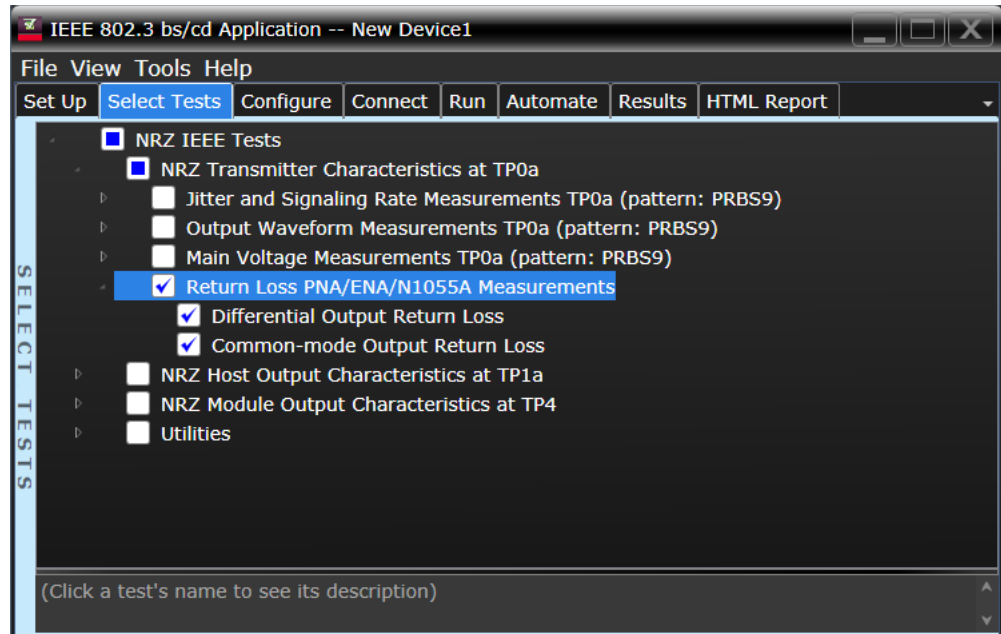 IEEE 802.3 bs/cd Application -- New Device1
File View Tools Help
Set Up Select Tests Configure Connect Run Automate Results HTML Report
NRZ IEEE Tests
NRZ Transmitter Characteristics at TP0a
Jitter and Signaling Rate Measurements TP0a (pattern: PRBS9)
Output Waveform Measurements TP0a (pattern: PRBS9)
Main Voltage Measurements TP0a (pattern: PRBS9)
Return Loss PNA/ENA/N1055A Measurements
Differential Output Return Loss
Common-mode Output Return Loss
NRZ Host Output Characteristics at TP1a
NRZ Module Output Characteristics at TP4
Utilities
SELECT TESTS
(Click a test's name to see its description)